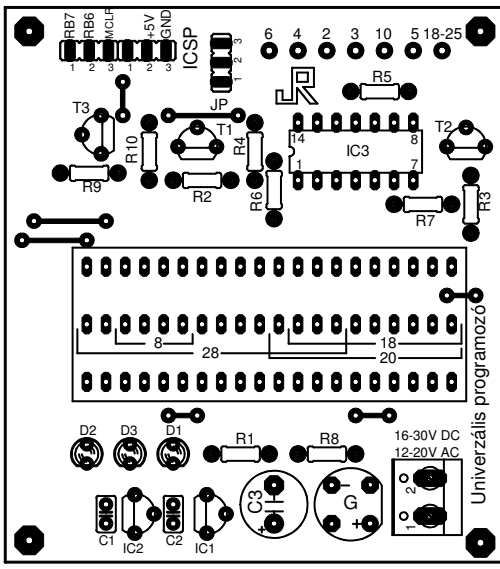 RB7
RB6
MCLR
+5V
GND
1 2 3 1 2 3
ICSP
3
2
1
JP
6 4 2 3 10 5 18-25
JR
R5
T3
T1
T2
R10
R4
14 8
IC3
1 7
R9
R2
R6
R7
R3
8
18
28
20
D2 D3 D1
R1
R8
16-30V DC
12-20V AC
Univerzális programozó
C1
IC2
C2
IC1
C3
+
G
−
+
2
1